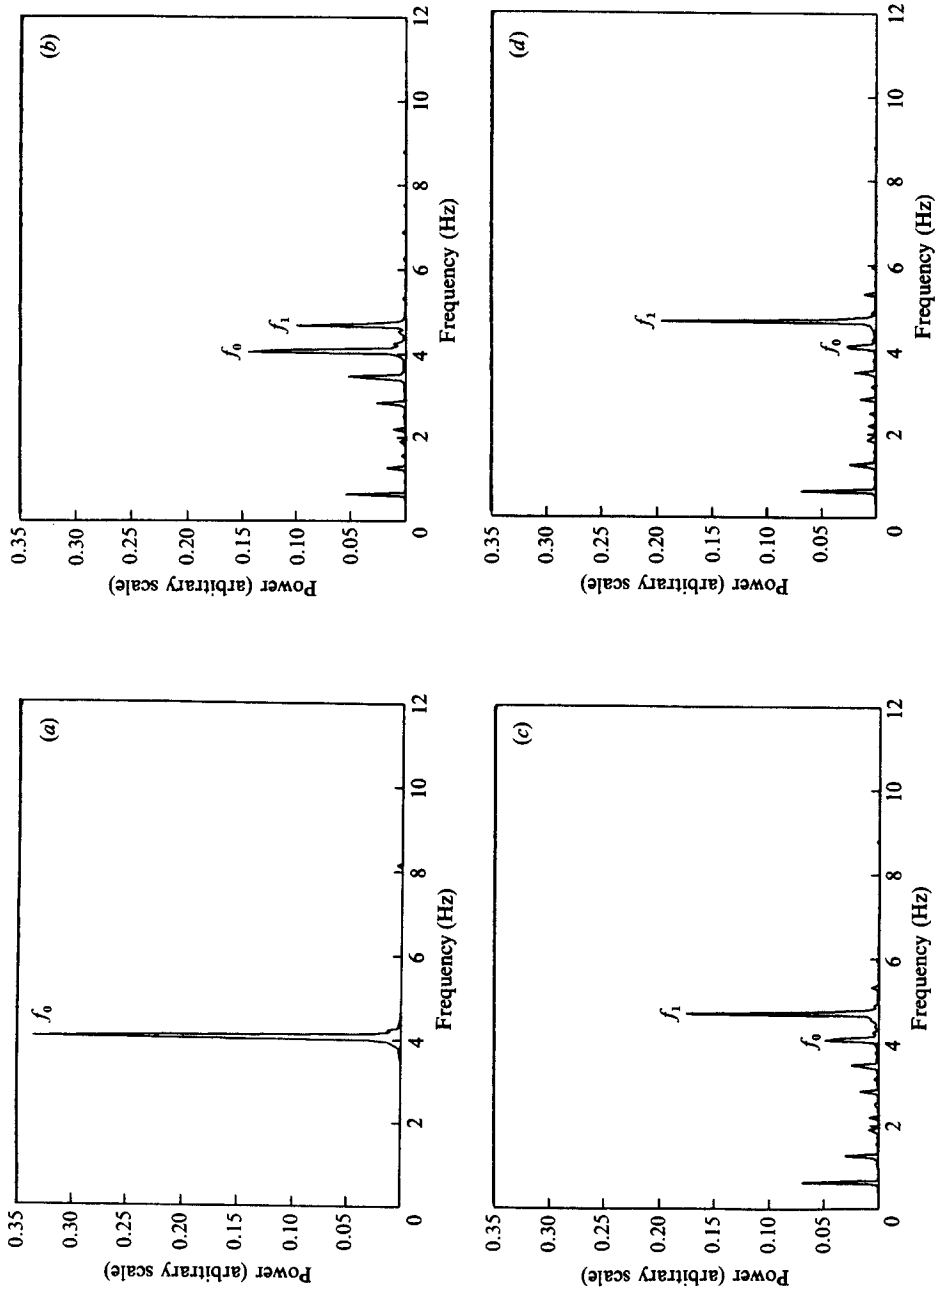 (a)
0.35
0.30
0.25
0.20
0.15
0.10
0.05
0
Power (arbitrary scale)
f₀
2
4
6
8
10
12
Frequency (Hz)
(b)
0.35
0.30
0.25
0.20
0.15
0.10
0.05
0
Power (arbitrary scale)
f₀
f₁
2
4
6
8
10
12
Frequency (Hz)
(c)
0.35
0.30
0.25
0.20
0.15
0.10
0.05
0
Power (arbitrary scale)
f₀
f₁
2
4
6
8
10
12
Frequency (Hz)
(d)
0.35
0.30
0.25
0.20
0.15
0.10
0.05
0
Power (arbitrary scale)
f₀
f₁
2
4
6
8
10
12
Frequency (Hz)